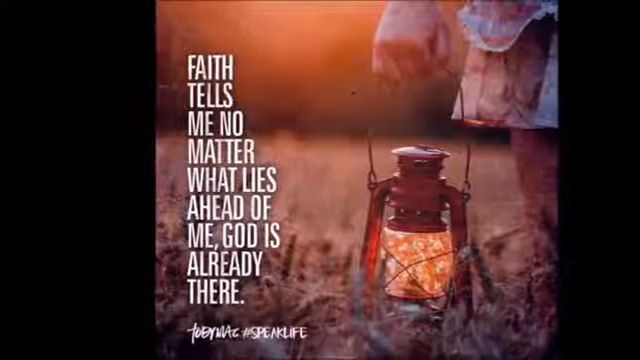 FAITH
TELLS
ME NO
MATTER
WHAT LIES
AHEAD OF
ME, GOD IS
ALREADY
THERE.
TOBYMAC #SPEAKLIFE